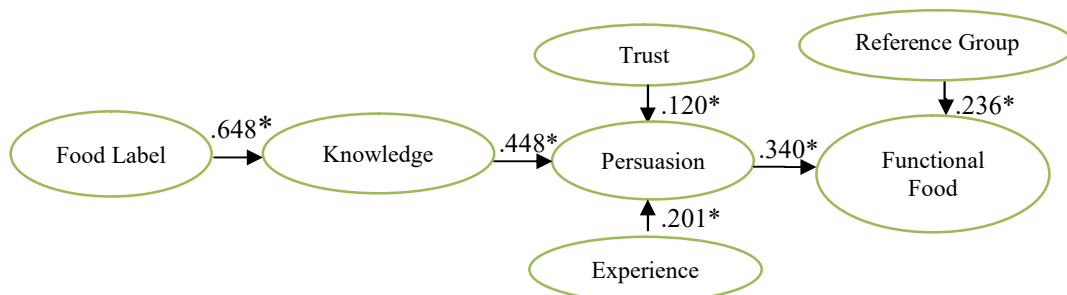 Reference Group
Trust
.120*
.236*
.648*
Food Label
Knowledge
.448*
Persuasion
.340*
Functional
Food
.201*
Experience